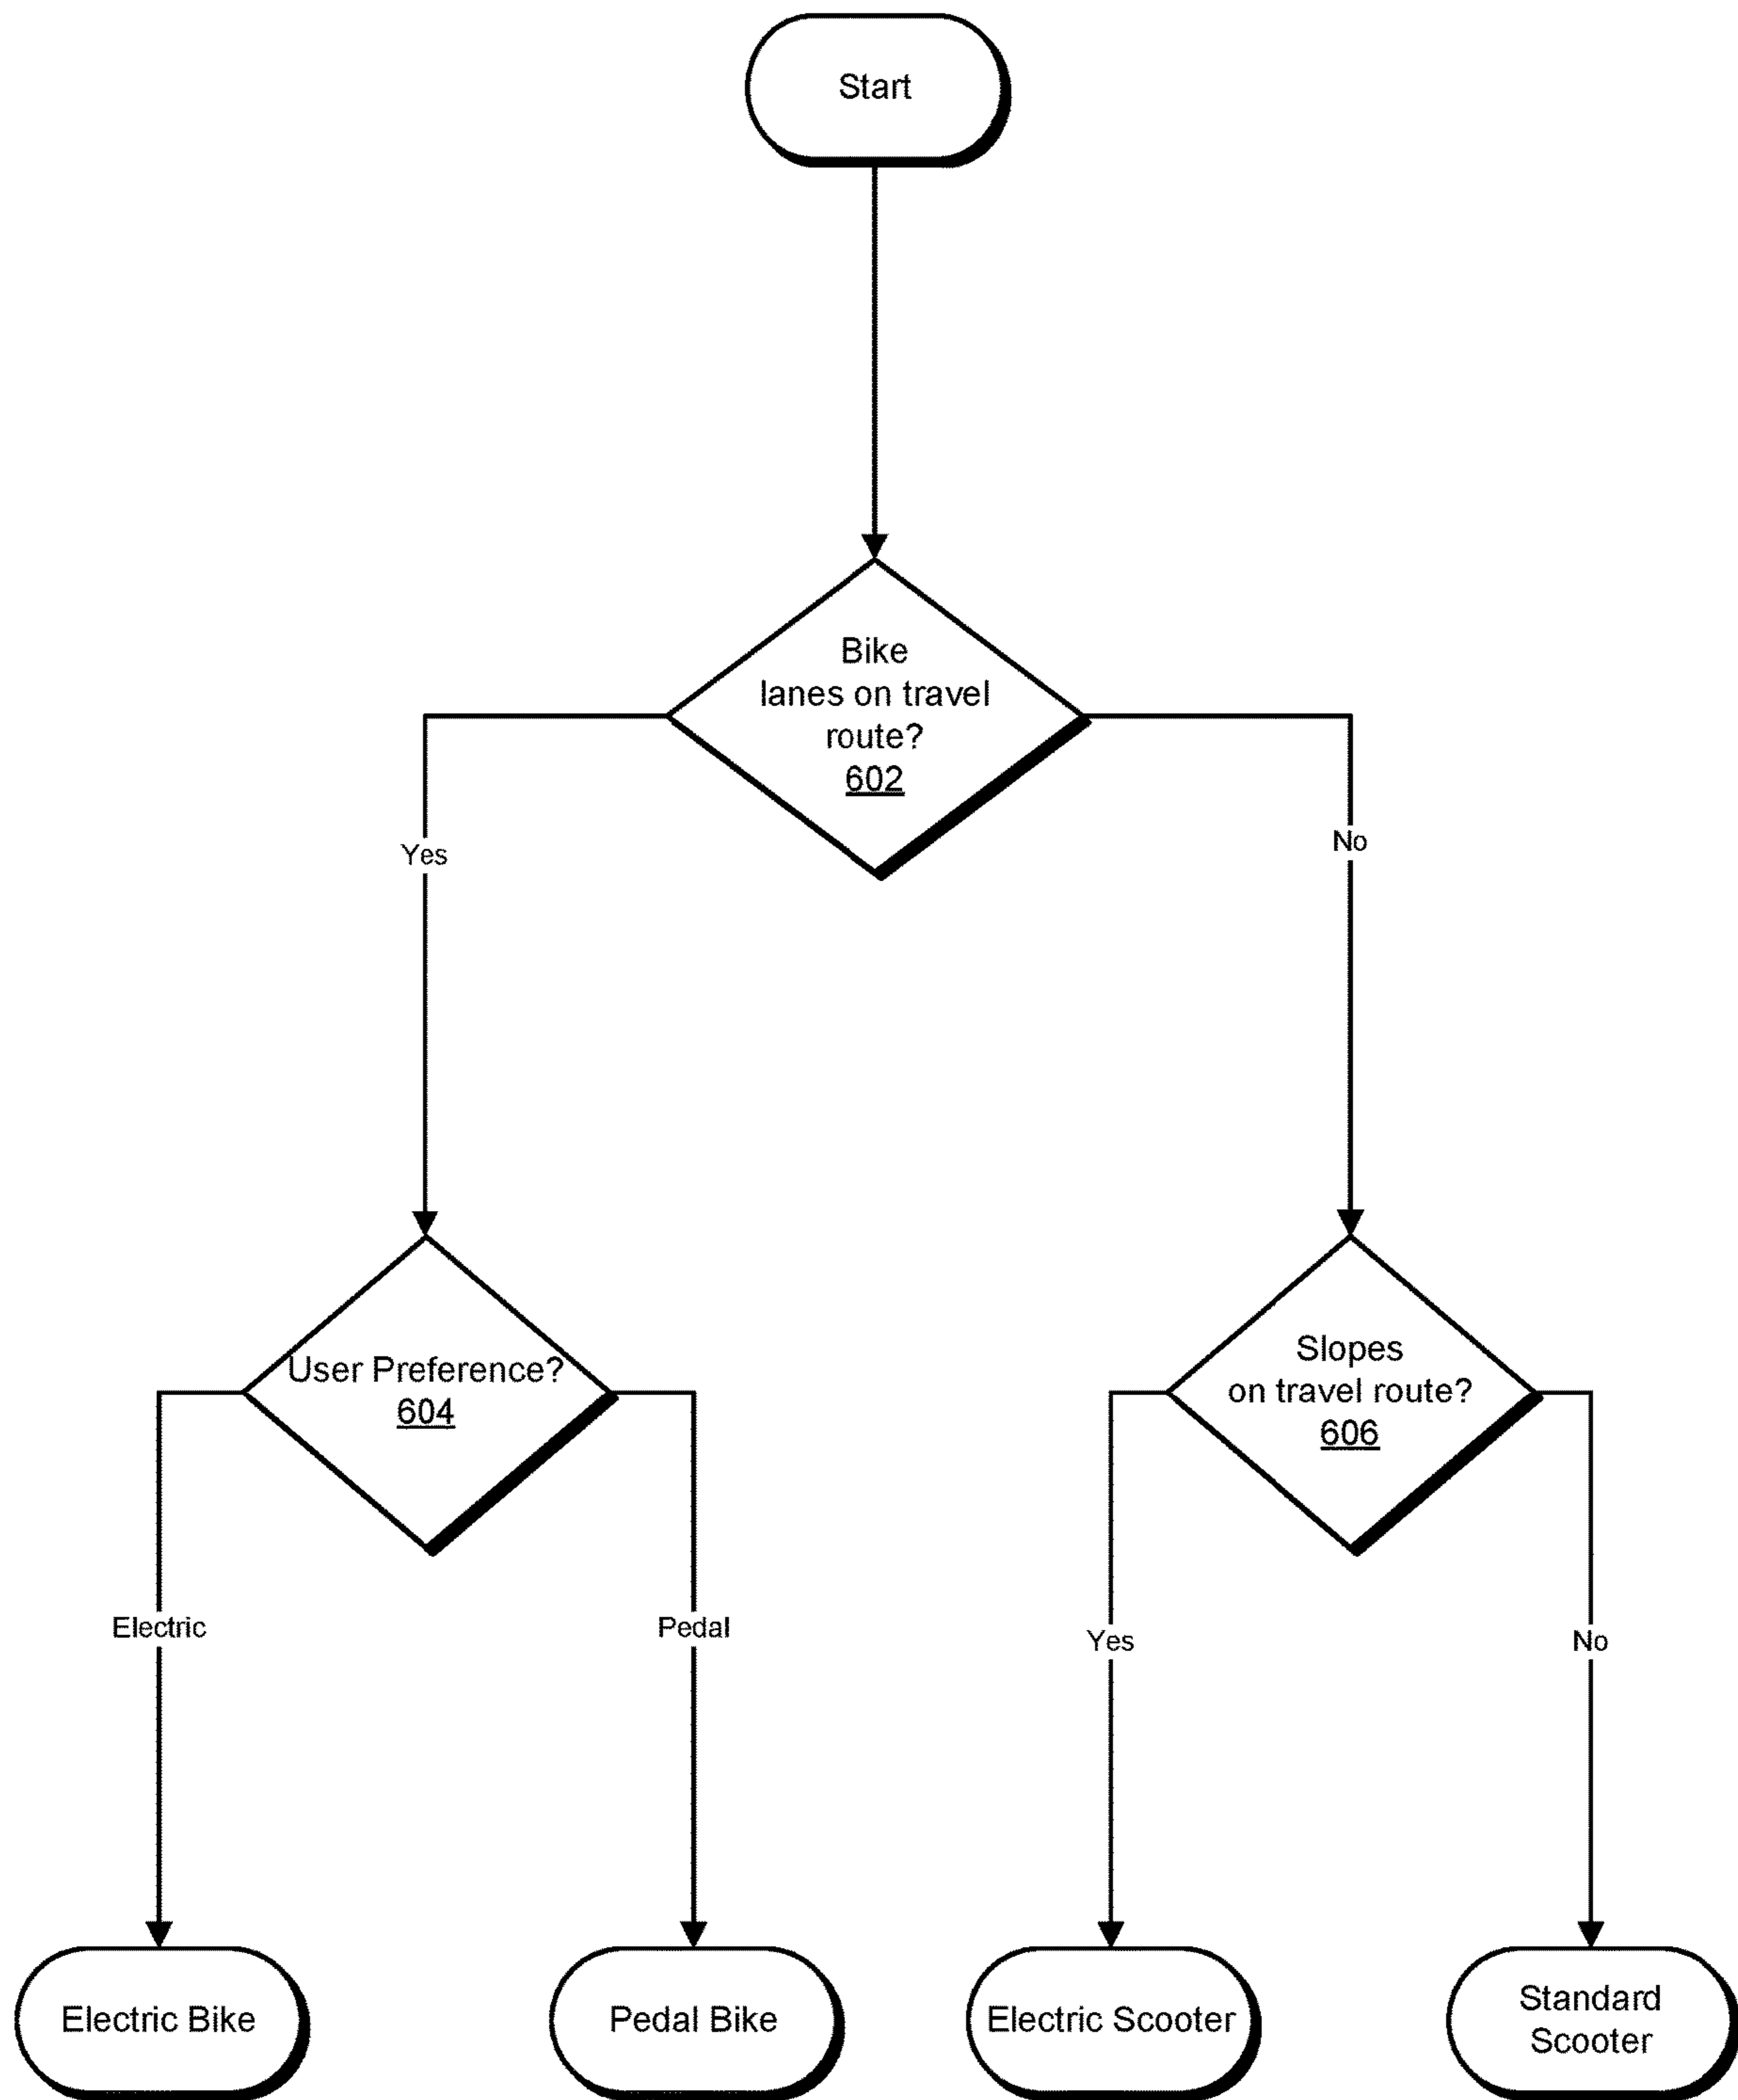 Start
Bike
lanes on travel
route?
602
Yes
No
User Preference?
604
Slopes
on travel route?
606
Electric
Pedal
Yes
No
Electric Bike
Pedal Bike
Electric Scooter
Standard
Scooter